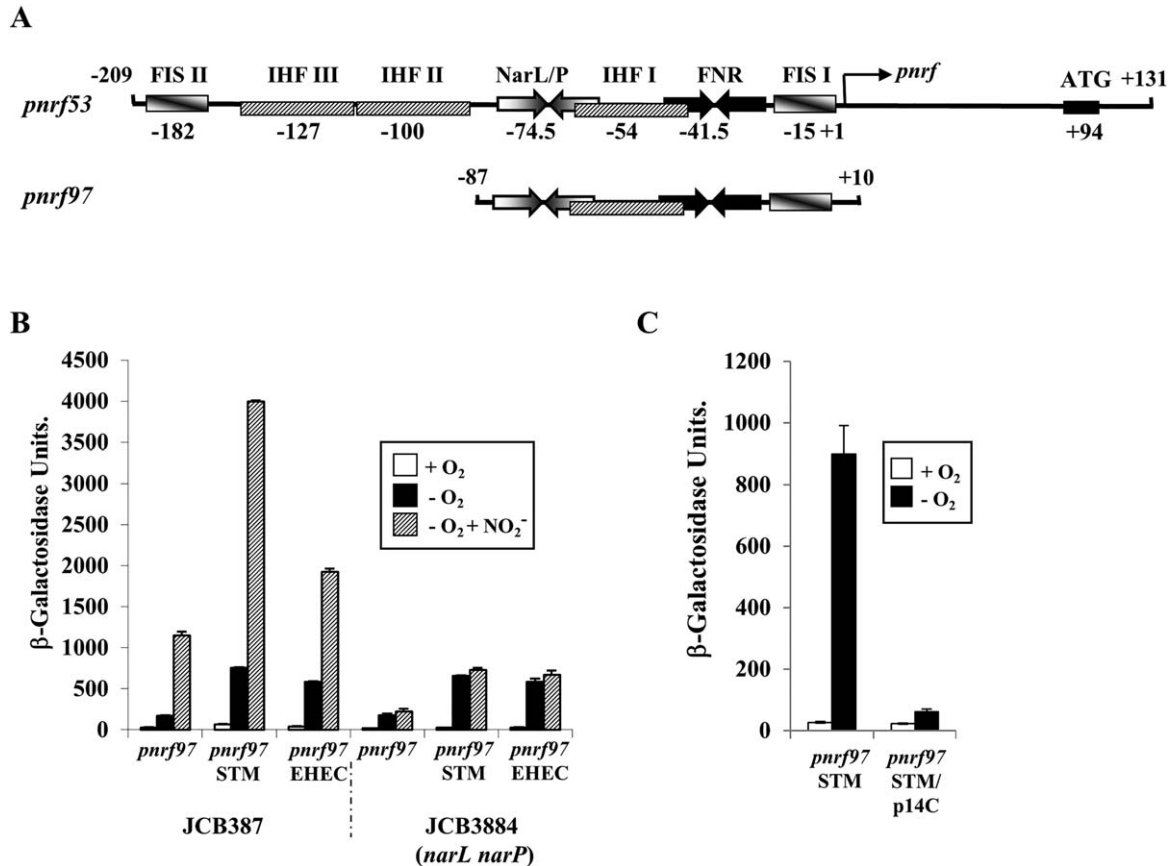 A
-209 FIS II IHF III IHF II NarL/P IHF I FNR FIS I pnrf ATG +131
pnrf53
-182 -127 -100 -74.5 -54 -41.5 -15 +1 +94
-87 +10
pnrf97
B
β-Galactosidase Units.
4500
4000
3500
3000
2500
2000
1500
1000
500
0
+ O₂
- O₂
- O₂ + NO₂⁻
pnrf97 pnrf97 pnrf97 pnrf97 pnrf97 pnrf97
STM EHEC STM EHEC
JCB387 JCB3884
(narL narP)
C
β-Galactosidase Units.
1200
1000
800
600
400
200
0
+ O₂
- O₂
pnrf97 pnrf97
STM STM/
p14C